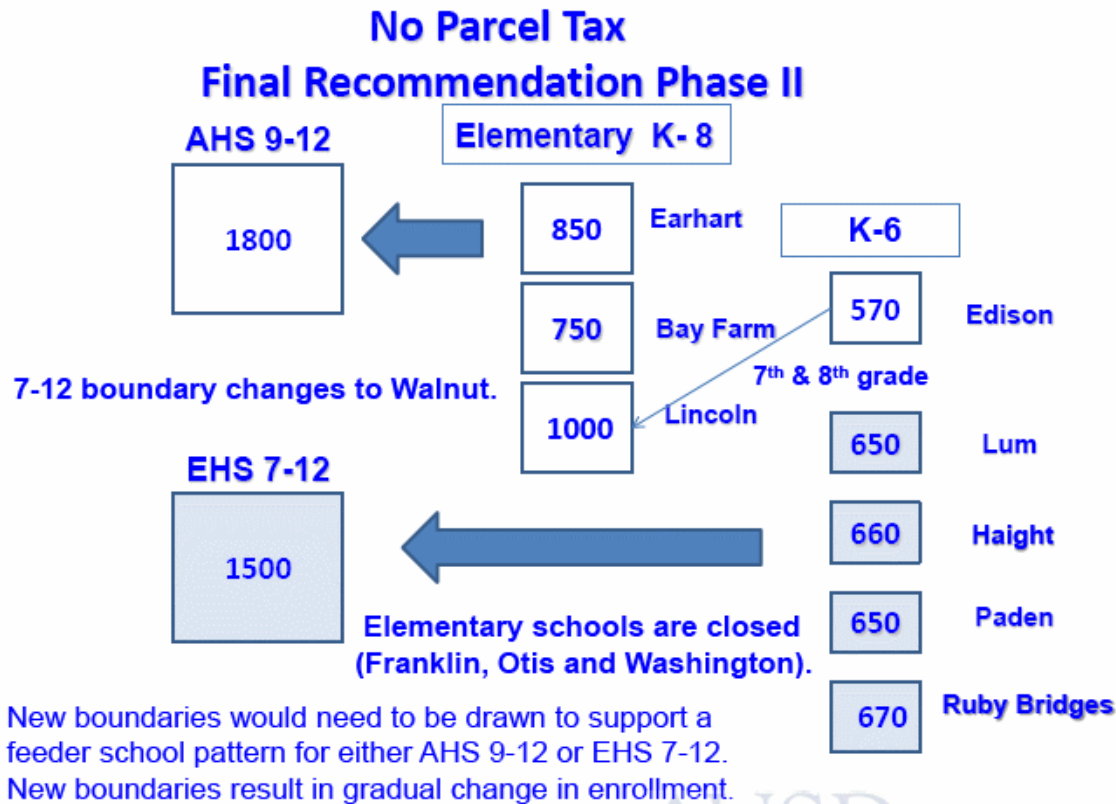 No Parcel Tax
Final Recommendation Phase II
AHS 9-12
Elementary K- 8
1800
850
Earhart
K-6
750
Bay Farm
570
Edison
7th & 8th grade
7-12 boundary changes to Walnut.
1000
Lincoln
650
Lum
EHS 7-12
1500
660
Haight
650
Paden
Elementary schools are closed
(Franklin, Otis and Washington).
670
Ruby Bridges
New boundaries would need to be drawn to support a
feeder school pattern for either AHS 9-12 or EHS 7-12.
New boundaries result in gradual change in enrollment.